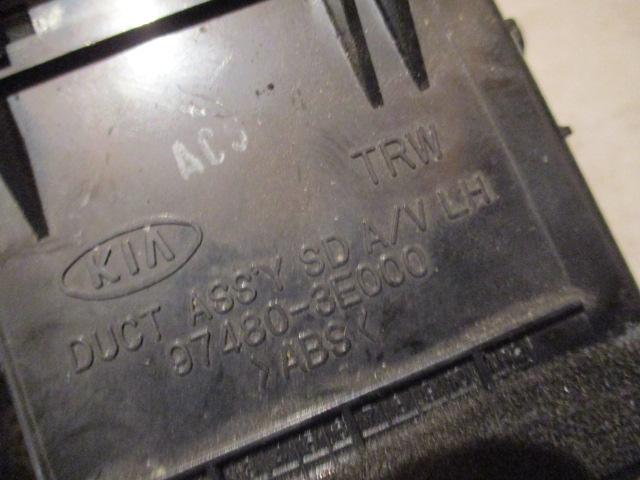 TRW
KIA
DUCT ASS'Y SD A/V LH
97480-3E000
>ABS<